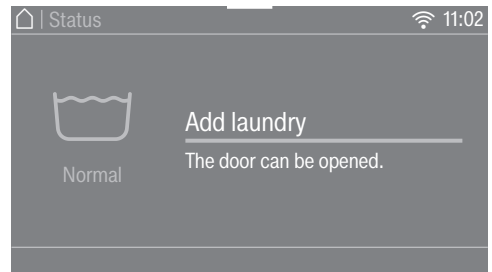 | Status 11:02
Add laundry
The door can be opened.
Normal